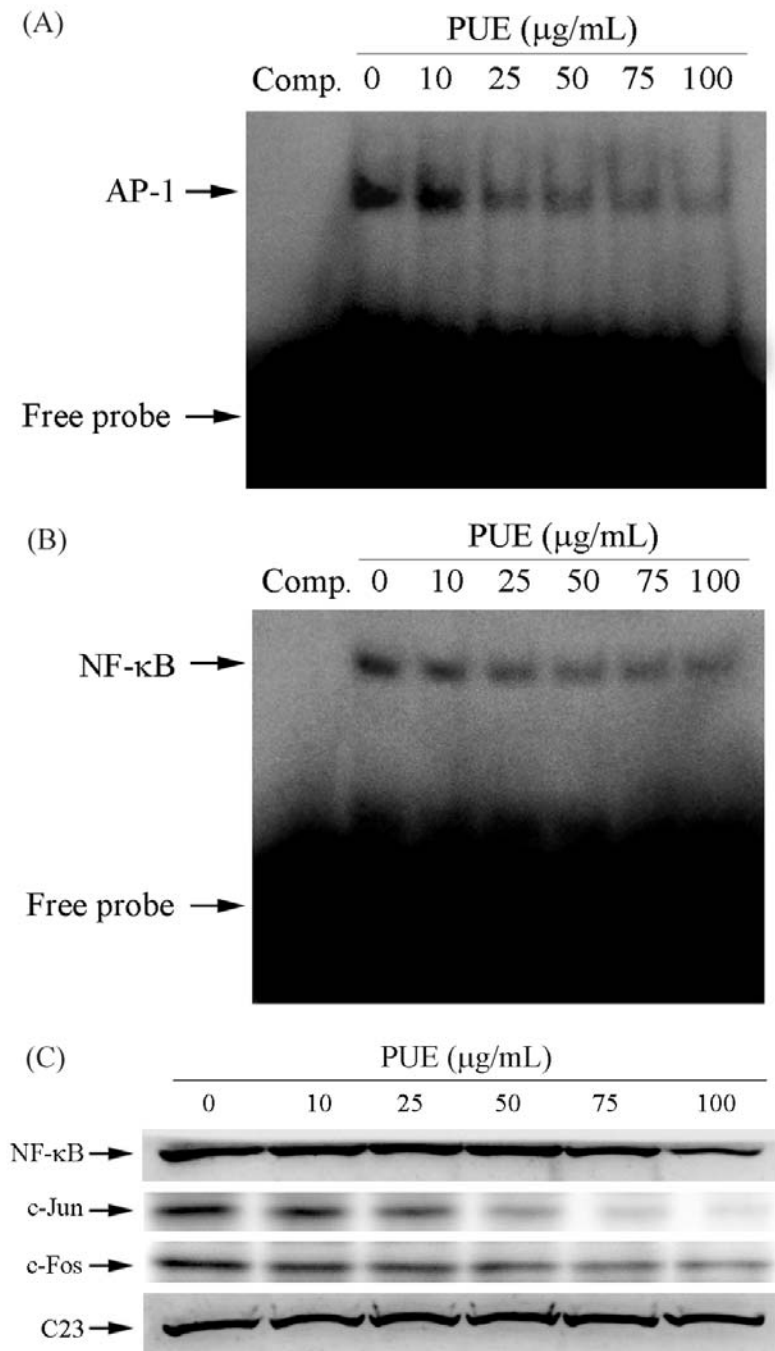 (A)
PUE (μg/mL)
Comp. 0 10 25 50 75 100
AP-1
Free probe
(B)
PUE (μg/mL)
Comp. 0 10 25 50 75 100
NF-κB
Free probe
(C)
PUE (μg/mL)
0 10 25 50 75 100
NF-κB
c-Jun
c-Fos
C23